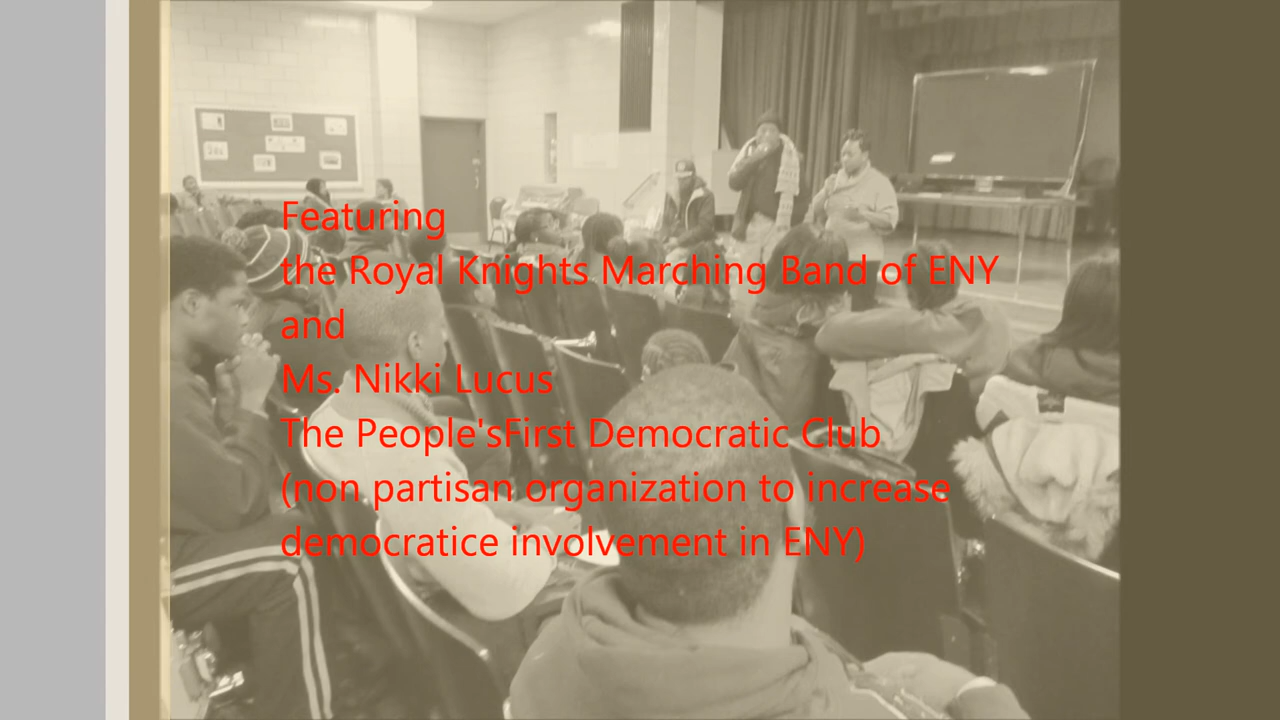 Featuring
the Royal Knights Marching Band of ENY
and
Ms. Nikki Lucus
The People'sFirst Democratic Club
(non partisan organization to increase
democratice involvement in ENY)